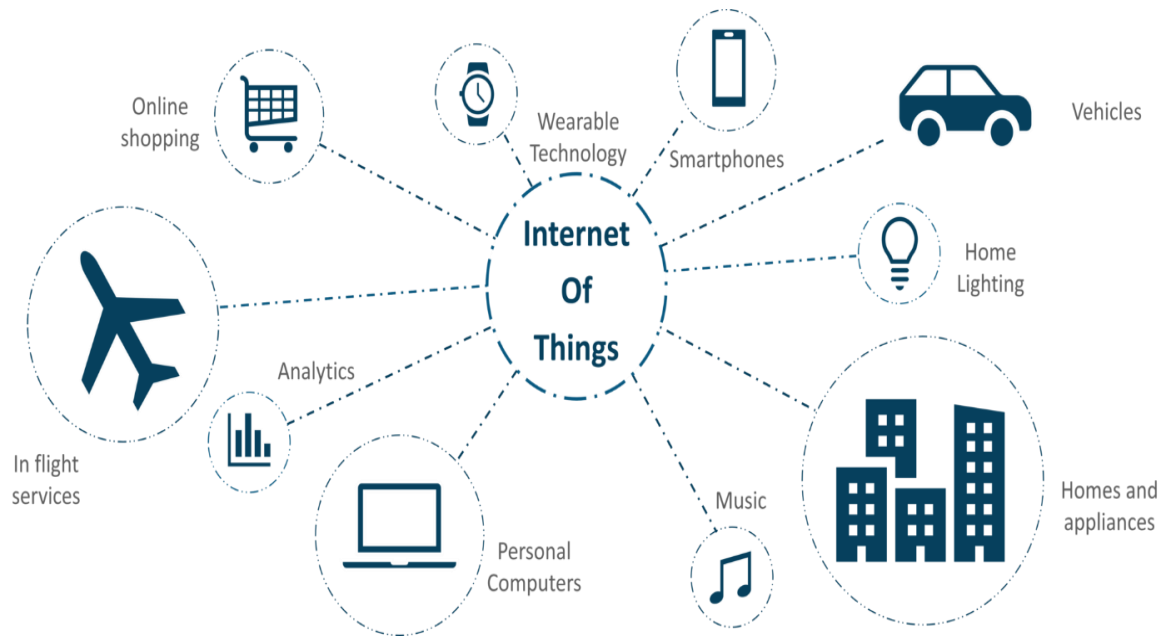 Online
shopping
Wearable
Technology
Smartphones
Vehicles
Internet
Of
Things
Home
Lighting
Analytics
In flight
services
Personal
Computers
Music
Homes and
appliances